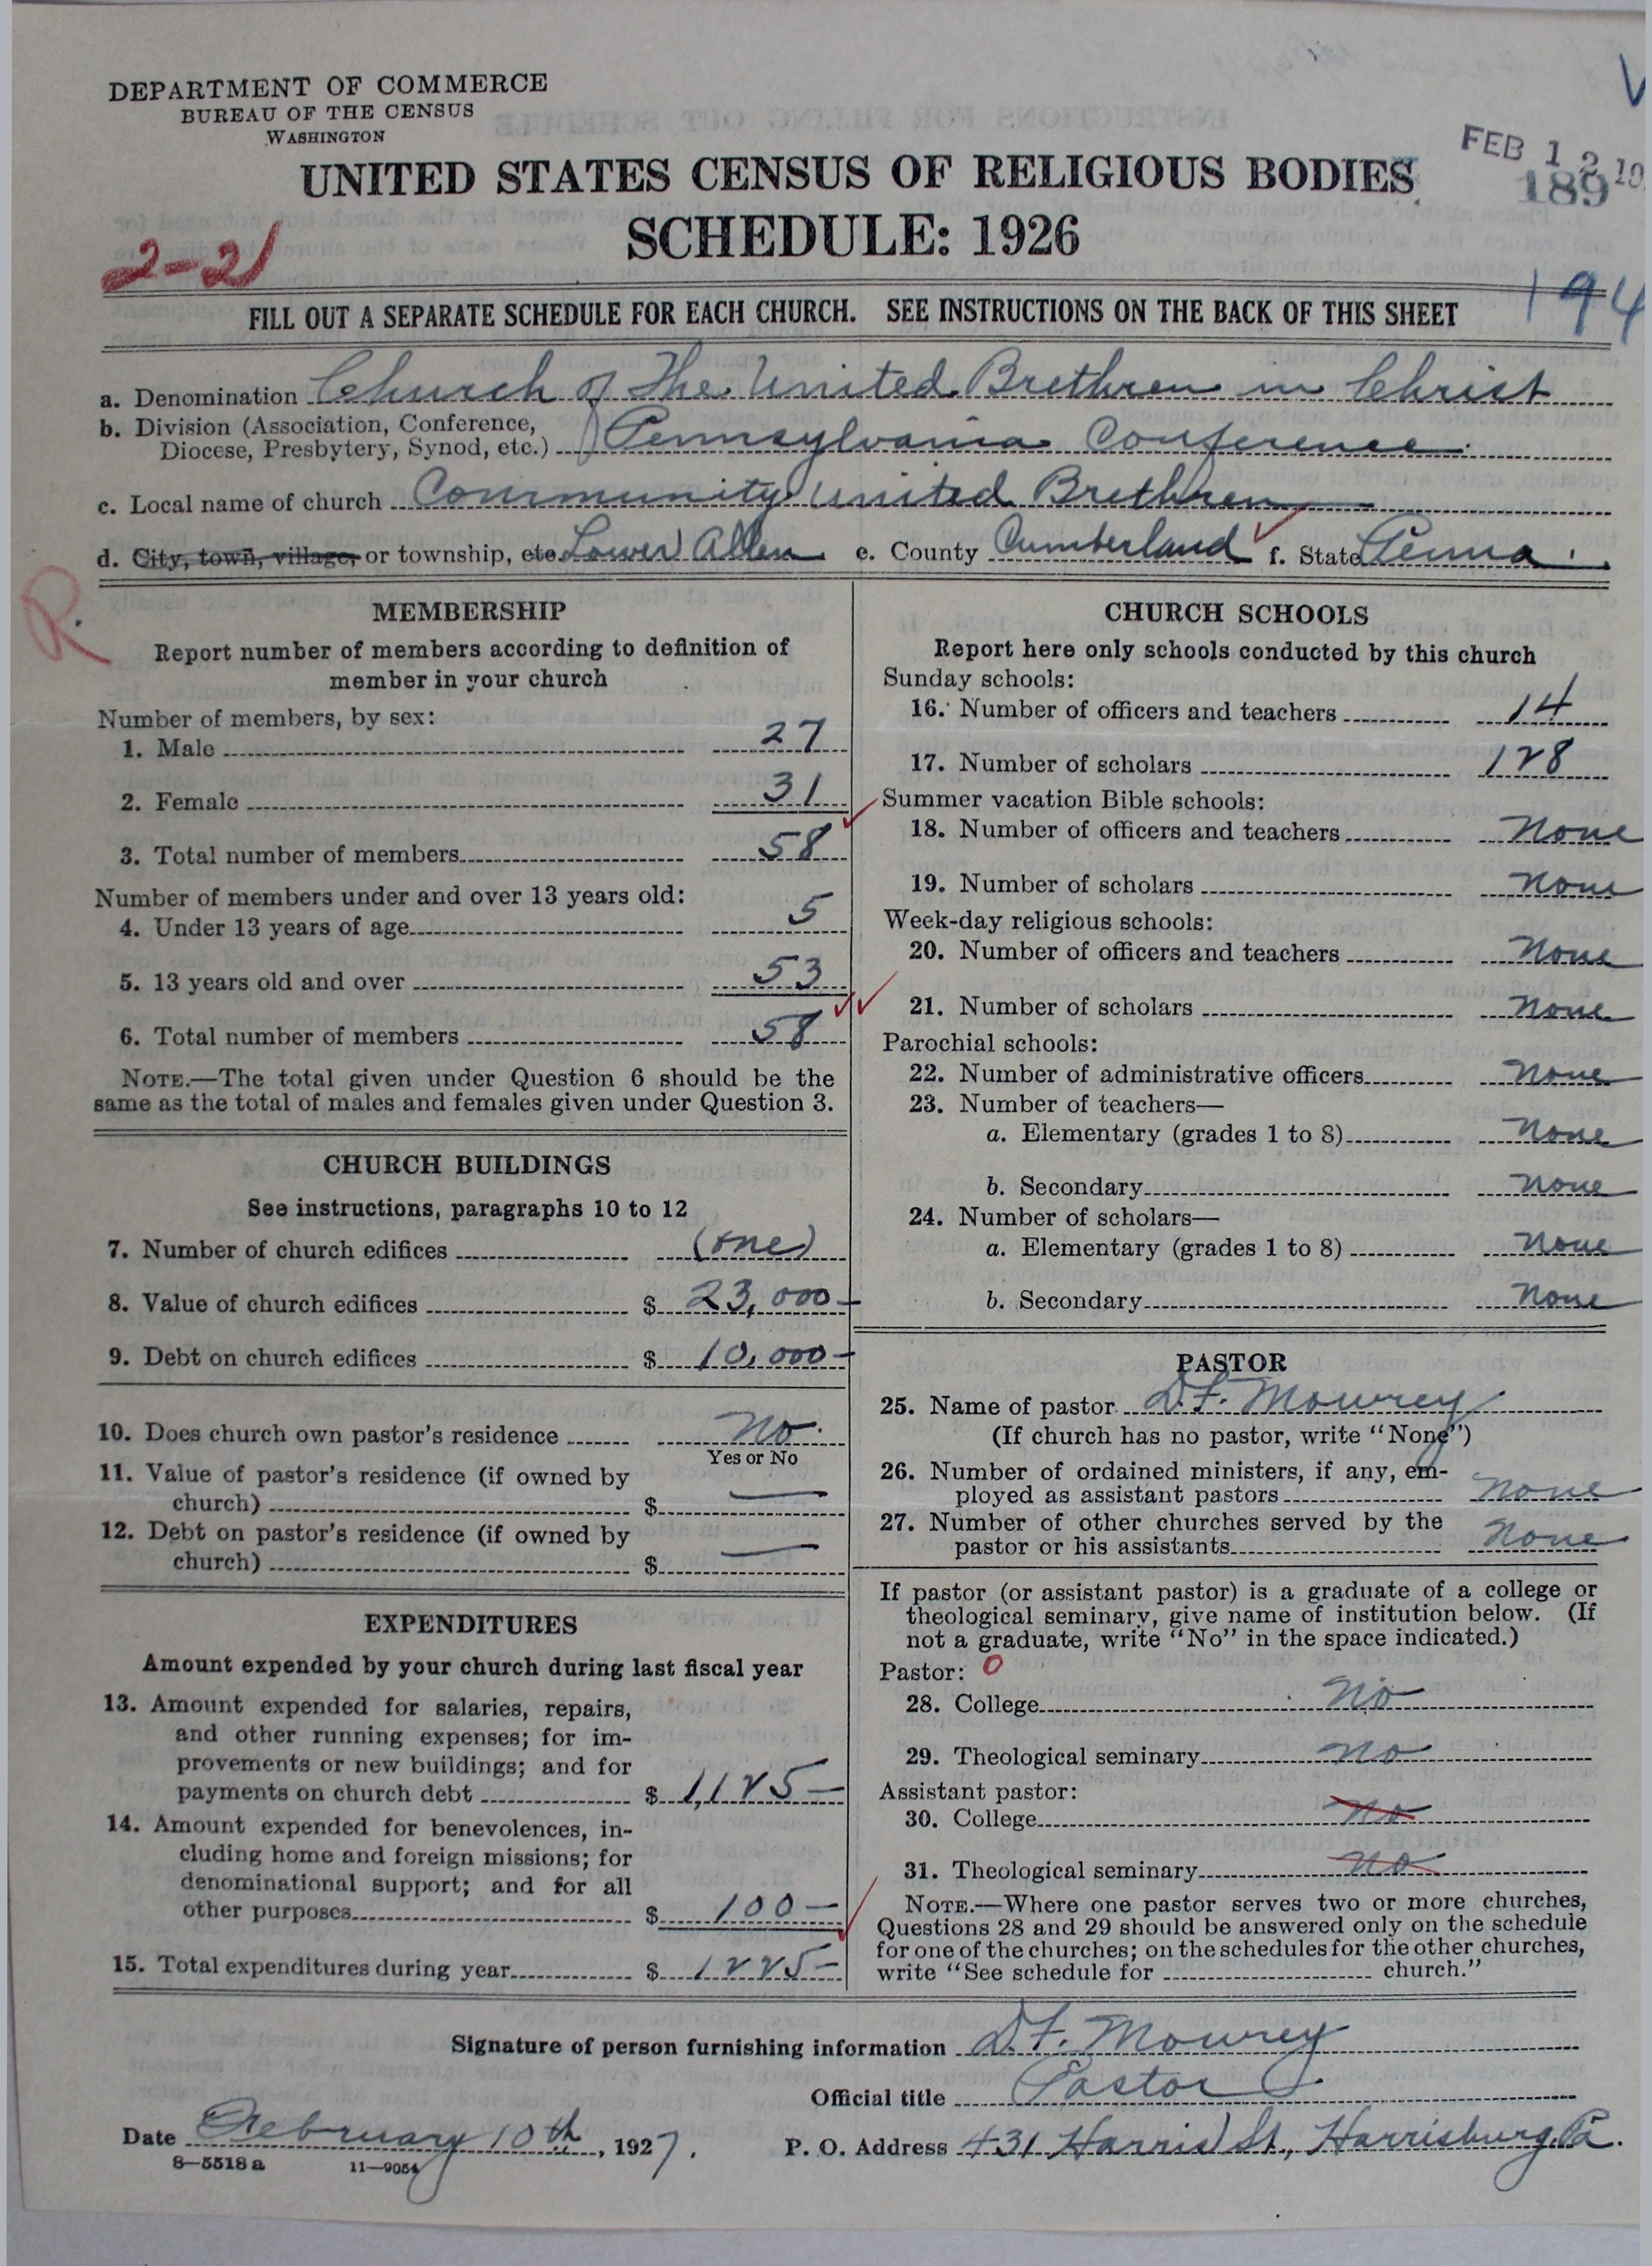 DEPARTMENT OF COMMERCE
BUREAU OF THE CENSUS
WASHINGTON
FEB 12 19
189
UNITED STATES CENSUS OF RELIGIOUS BODIES
SCHEDULE: 1926
2-21
194
FILL OUT A SEPARATE SCHEDULE FOR EACH CHURCH. SEE INSTRUCTIONS ON THE BACK OF THIS SHEET
a. Denomination Church of The United Brethren in Christ
b. Division (Association, Conference,
Diocese, Presbytery, Synod, etc.) Pennsylvania Conference
c. Local name of church Community United Brethren
d. City, town, village, or township, etc. Lower Allen e. County Cumberland f. State Penna.
R.
MEMBERSHIP
Report number of members according to definition of
member in your church
Number of members, by sex:
1. Male 27
2. Female 31
3. Total number of members 58
Number of members under and over 13 years old:
4. Under 13 years of age 5
5. 13 years old and over 53
6. Total number of members 58
NOTE.—The total given under Question 6 should be the
same as the total of males and females given under Question 3.
CHURCH BUILDINGS
See instructions, paragraphs 10 to 12
7. Number of church edifices (one)
8. Value of church edifices $ 23,000 —
9. Debt on church edifices $ 10,000 —
10. Does church own pastor's residence No.
Yes or No
11. Value of pastor's residence (if owned by
church) $ —
12. Debt on pastor's residence (if owned by
church) $ —
EXPENDITURES
Amount expended by your church during last fiscal year
13. Amount expended for salaries, repairs,
and other running expenses; for im-
provements or new buildings; and for
payments on church debt $ 1,125 —
14. Amount expended for benevolences, in-
cluding home and foreign missions; for
denominational support; and for all
other purposes $ 100 —
15. Total expenditures during year $ 1225 —
CHURCH SCHOOLS
Report here only schools conducted by this church
Sunday schools:
16. Number of officers and teachers 14
17. Number of scholars 128
Summer vacation Bible schools:
18. Number of officers and teachers None
19. Number of scholars None
Week-day religious schools:
20. Number of officers and teachers None
21. Number of scholars None
Parochial schools:
22. Number of administrative officers None
23. Number of teachers—
a. Elementary (grades 1 to 8) None
b. Secondary None
24. Number of scholars—
a. Elementary (grades 1 to 8) None
b. Secondary None
PASTOR
25. Name of pastor D.F. Mowrey
(If church has no pastor, write "None")
26. Number of ordained ministers, if any, em-
ployed as assistant pastors None
27. Number of other churches served by the
pastor or his assistants None
If pastor (or assistant pastor) is a graduate of a college or
theological seminary, give name of institution below. (If
not a graduate, write "No" in the space indicated.)
Pastor: 0
28. College No
29. Theological seminary No
Assistant pastor:
30. College No
31. Theological seminary No
NOTE.—Where one pastor serves two or more churches,
Questions 28 and 29 should be answered only on the schedule
for one of the churches; on the schedules for the other churches,
write "See schedule for church."
Signature of person furnishing information D.F. Mowrey
Official title Pastor
Date February 10th, 1927.
P. O. Address 431 Harris St., Harrisburg, Pa.
8—5518 a 11—9054